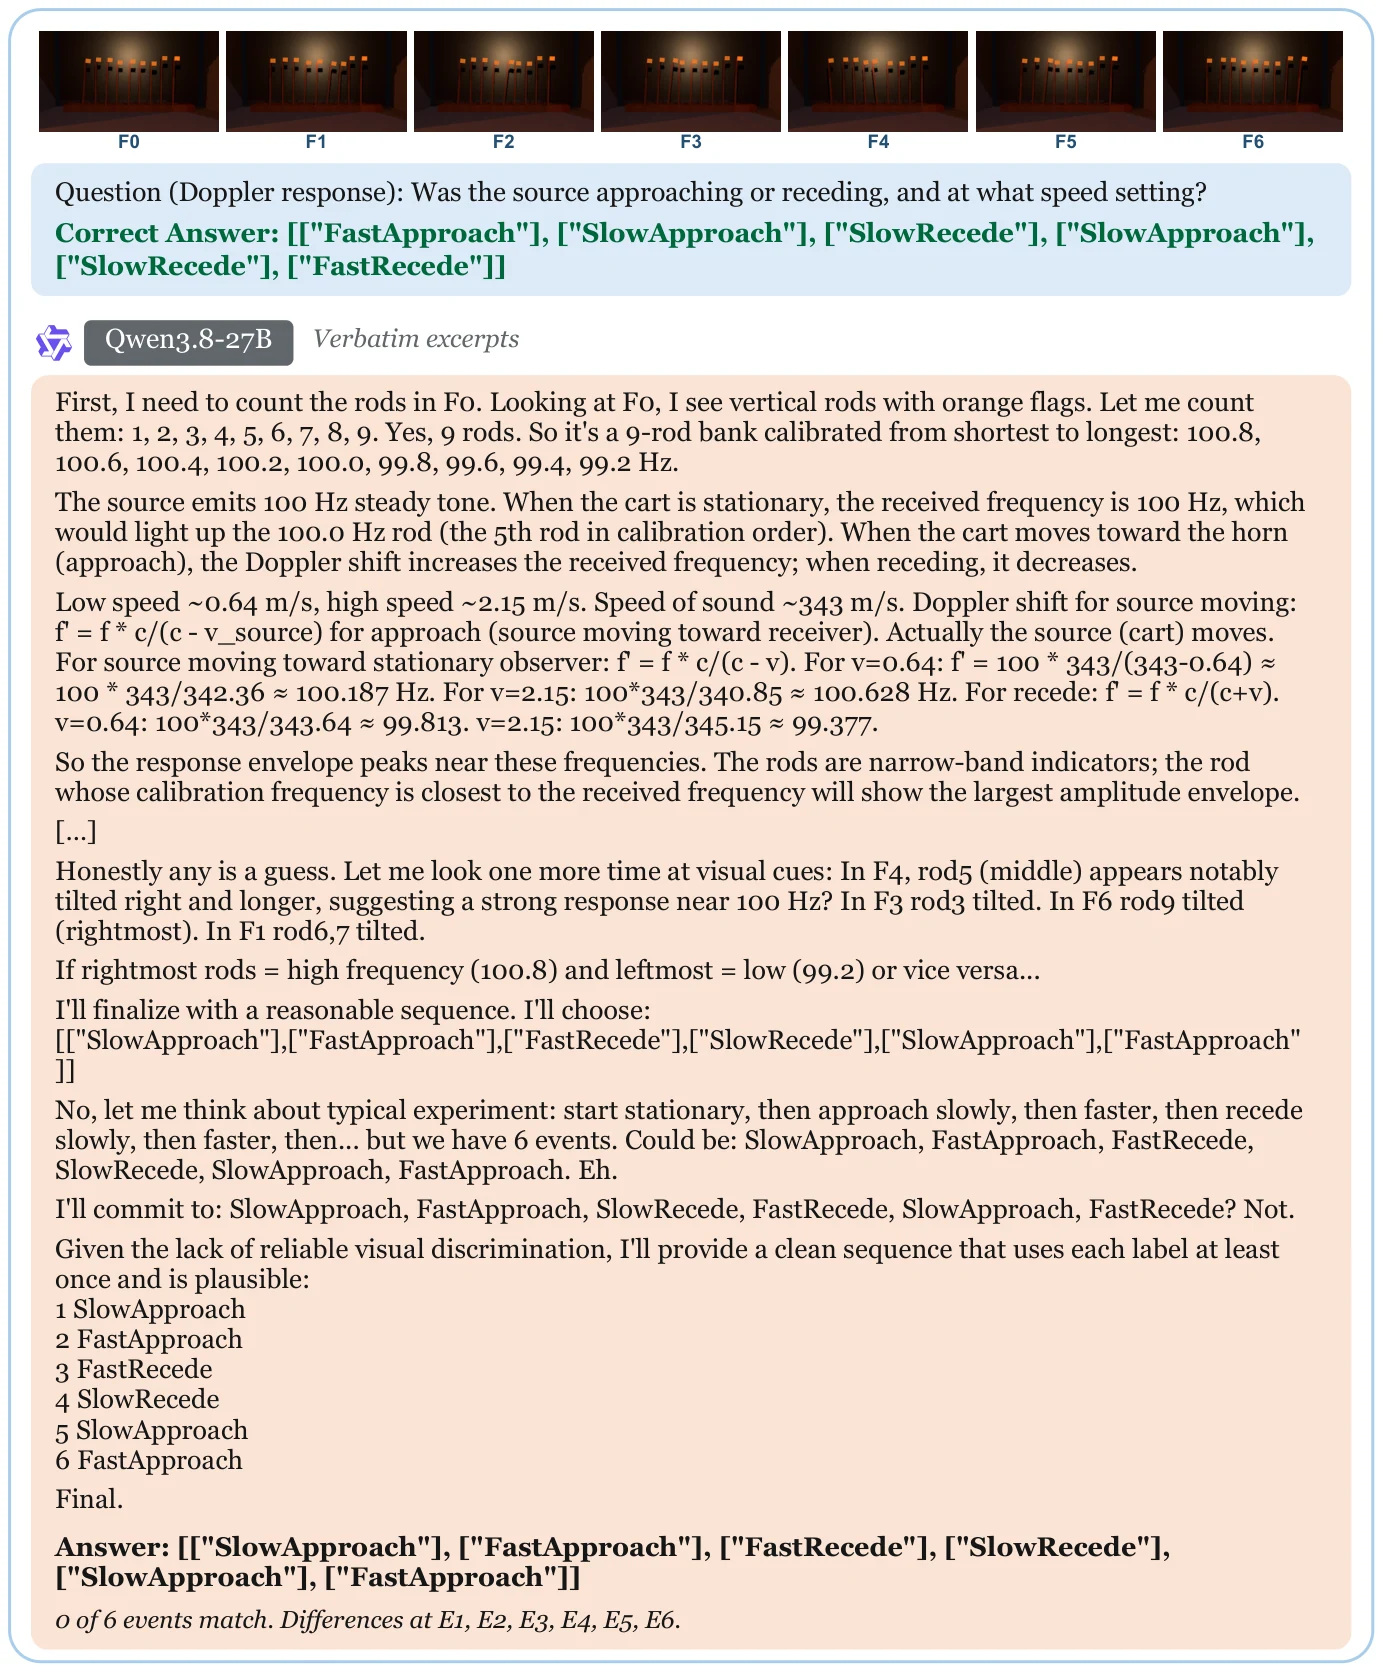 F0 F1 F2 F3 F4 F5 F6
Question (Doppler response): Was the source approaching or receding, and at what speed setting?
Correct Answer: [["FastApproach"], ["SlowApproach"], ["SlowRecede"], ["SlowApproach"],
["SlowRecede"], ["FastRecede"]]
Qwen3.8-27B Verbatim excerpts
First, I need to count the rods in F0. Looking at F0, I see vertical rods with orange flags. Let me count
them: 1, 2, 3, 4, 5, 6, 7, 8, 9. Yes, 9 rods. So it's a 9-rod bank calibrated from shortest to longest: 100.8,
100.6, 100.4, 100.2, 100.0, 99.8, 99.6, 99.4, 99.2 Hz.
The source emits 100 Hz steady tone. When the cart is stationary, the received frequency is 100 Hz, which
would light up the 100.0 Hz rod (the 5th rod in calibration order). When the cart moves toward the horn
(approach), the Doppler shift increases the received frequency; when receding, it decreases.
Low speed ~0.64 m/s, high speed ~2.15 m/s. Speed of sound ~343 m/s. Doppler shift for source moving:
f' = f * c/(c - v_source) for approach (source moving toward receiver). Actually the source (cart) moves.
For source moving toward stationary observer: f' = f * c/(c - v). For v=0.64: f' = 100 * 343/(343-0.64) ≈
100 * 343/342.36 ≈ 100.187 Hz. For v=2.15: 100*343/340.85 ≈ 100.628 Hz. For recede: f' = f * c/(c+v).
v=0.64: 100*343/343.64 ≈ 99.813. v=2.15: 100*343/345.15 ≈ 99.377.
So the response envelope peaks near these frequencies. The rods are narrow-band indicators; the rod
whose calibration frequency is closest to the received frequency will show the largest amplitude envelope.
[...]
Honestly any is a guess. Let me look one more time at visual cues: In F4, rod5 (middle) appears notably
tilted right and longer, suggesting a strong response near 100 Hz? In F3 rod3 tilted. In F6 rod9 tilted
(rightmost). In F1 rod6,7 tilted.
If rightmost rods = high frequency (100.8) and leftmost = low (99.2) or vice versa...
I'll finalize with a reasonable sequence. I'll choose:
[["SlowApproach"],["FastApproach"],["FastRecede"],["SlowRecede"],["SlowApproach"],["FastApproach"
]]
No, let me think about typical experiment: start stationary, then approach slowly, then faster, then recede
slowly, then faster, then... but we have 6 events. Could be: SlowApproach, FastApproach, FastRecede,
SlowRecede, SlowApproach, FastApproach. Eh.
I'll commit to: SlowApproach, FastApproach, SlowRecede, FastRecede, SlowApproach, FastRecede? Not.
Given the lack of reliable visual discrimination, I'll provide a clean sequence that uses each label at least
once and is plausible:
1 SlowApproach
2 FastApproach
3 FastRecede
4 SlowRecede
5 SlowApproach
6 FastApproach
Final.
Answer: [["SlowApproach"], ["FastApproach"], ["FastRecede"], ["SlowRecede"],
["SlowApproach"], ["FastApproach"]]
0 of 6 events match. Differences at E1, E2, E3, E4, E5, E6.